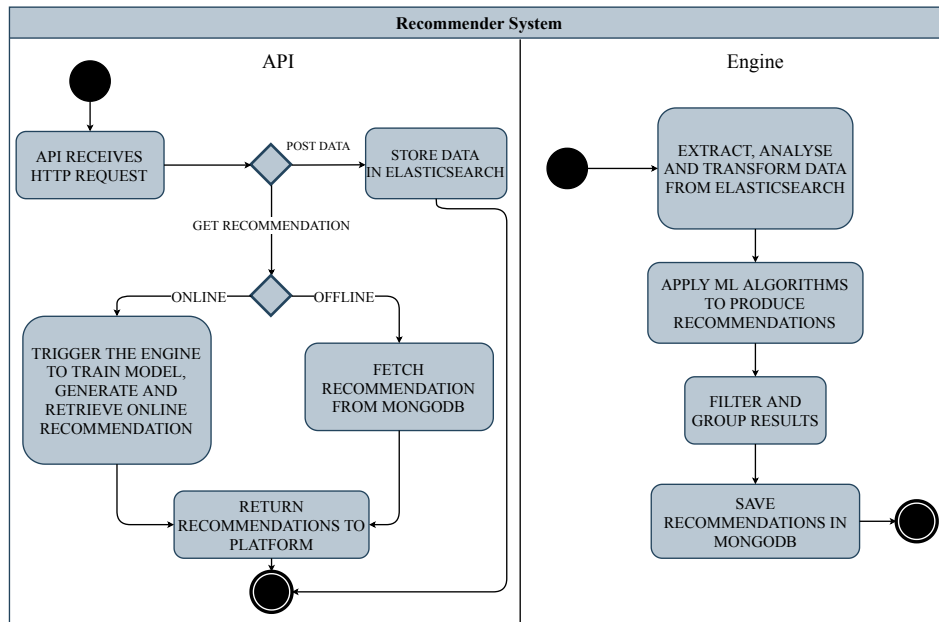 Recommender System
API
Engine
API RECEIVES
HTTP REQUEST
POST DATA
STORE DATA
IN ELASTICSEARCH
GET RECOMMENDATION
ONLINE
OFFLINE
TRIGGER THE ENGINE
TO TRAIN MODEL,
GENERATE AND
RETRIEVE ONLINE
RECOMMENDATION
FETCH
RECOMMENDATION
FROM MONGODB
RETURN
RECOMMENDATIONS TO
PLATFORM
EXTRACT, ANALYSE
AND TRANSFORM DATA
FROM ELASTICSEARCH
APPLY ML ALGORITHMS
TO PRODUCE
RECOMMENDATIONS
FILTER AND
GROUP RESULTS
SAVE
RECOMMENDATIONS IN
MONGODB